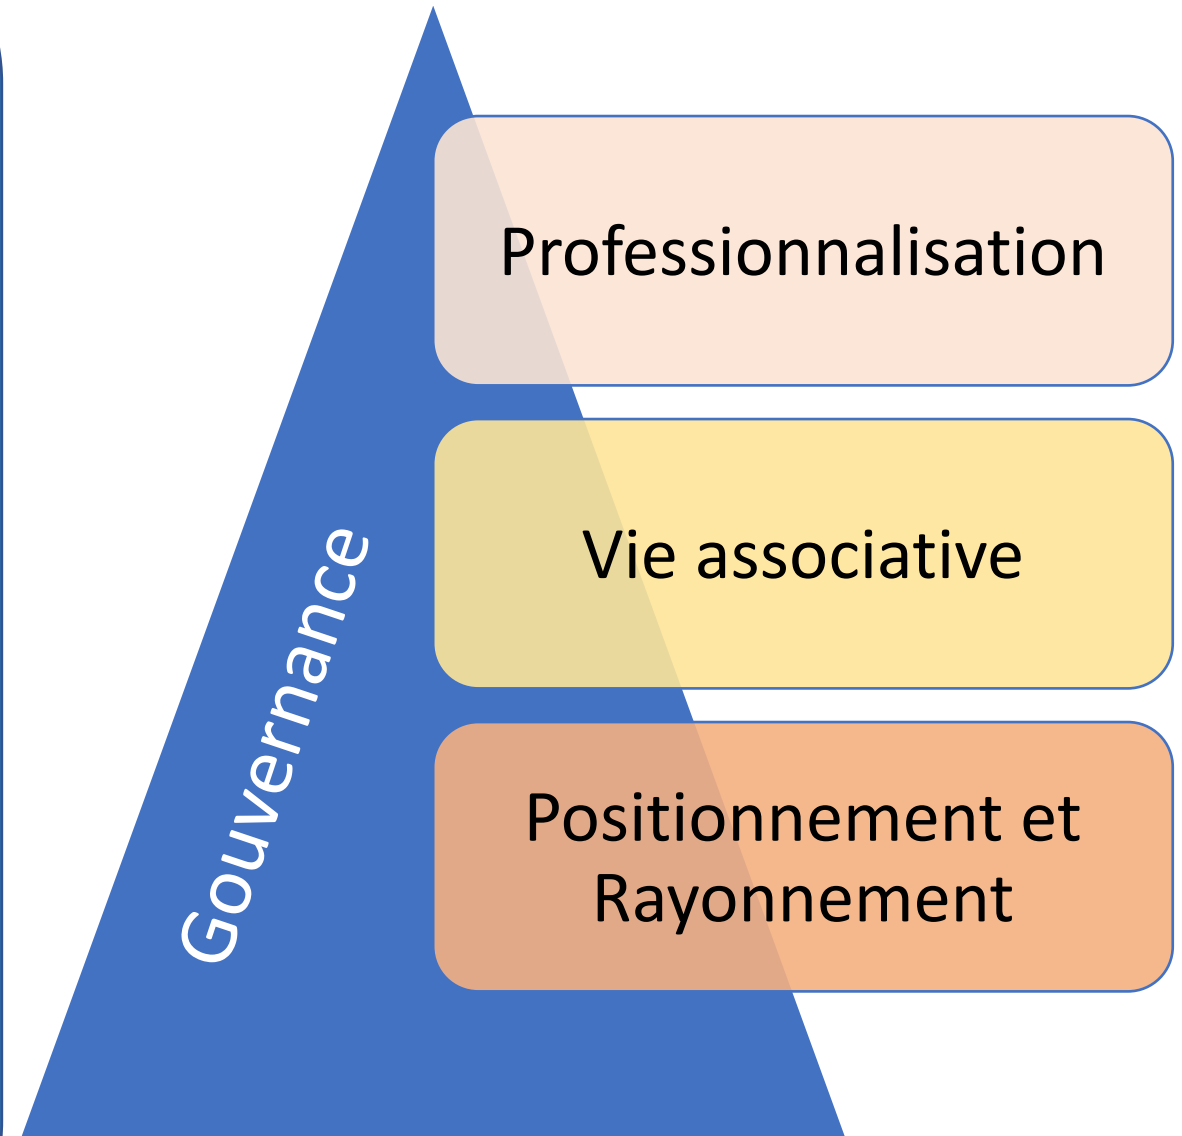 Professionnalisation
Vie associative
Positionnement et
Rayonnement
Gouvernance